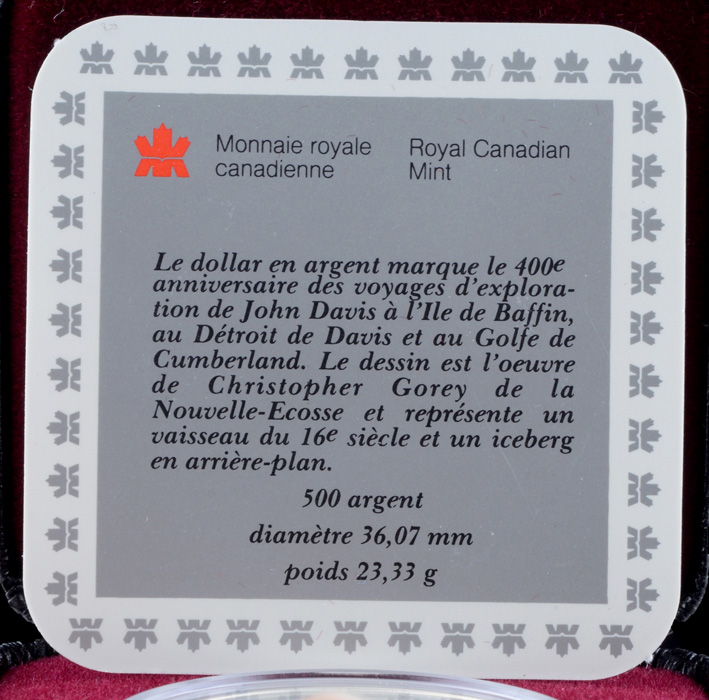 Monnaie royale
canadienne
Royal Canadian
Mint
Le dollar en argent marque le 400e
anniversaire des voyages d'explora-
tion de John Davis à l'Ile de Baffin,
au Détroit de Davis et au Golfe de
Cumberland. Le dessin est l'oeuvre
de Christopher Gorey de la
Nouvelle-Ecosse et représente un
vaisseau du 16e siècle et un iceberg
en arrière-plan.
500 argent
diamètre 36,07 mm
poids 23,33 g